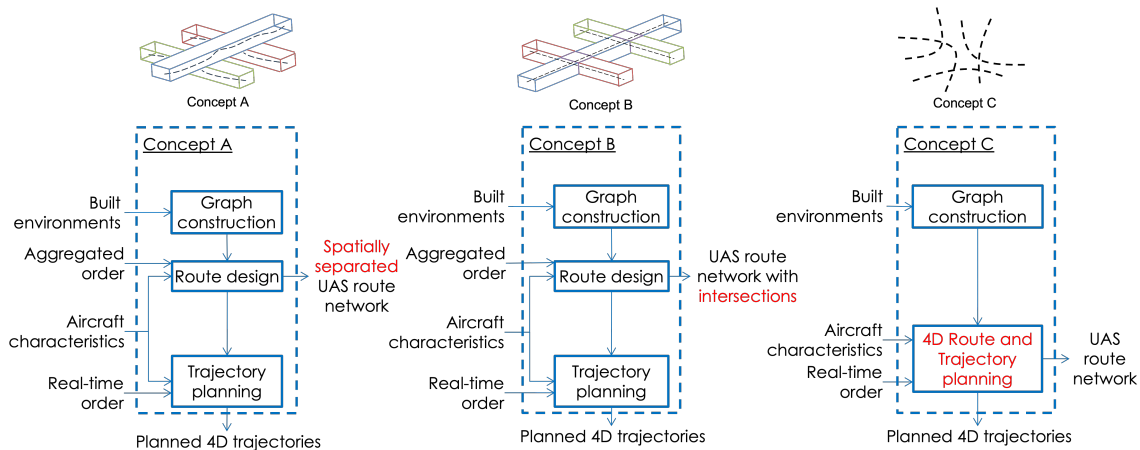 Concept A
Concept A
Built
environments
Graph
construction
Aggregated
order
Route design
Spatially
separated
UAS route
network
Aircraft
characteristics
Real-time
order
Trajectory
planning
Planned 4D trajectories
Concept B
Concept B
Built
environments
Graph
construction
Aggregated
order
Route design
UAS route
network with
intersections
Aircraft
characteristics
Real-time
order
Trajectory
planning
Planned 4D trajectories
Concept C
Concept C
Built
environments
Graph
construction
Aircraft
characteristics
Real-time
order
4D Route and
Trajectory
planning
UAS
route
network
Planned 4D trajectories